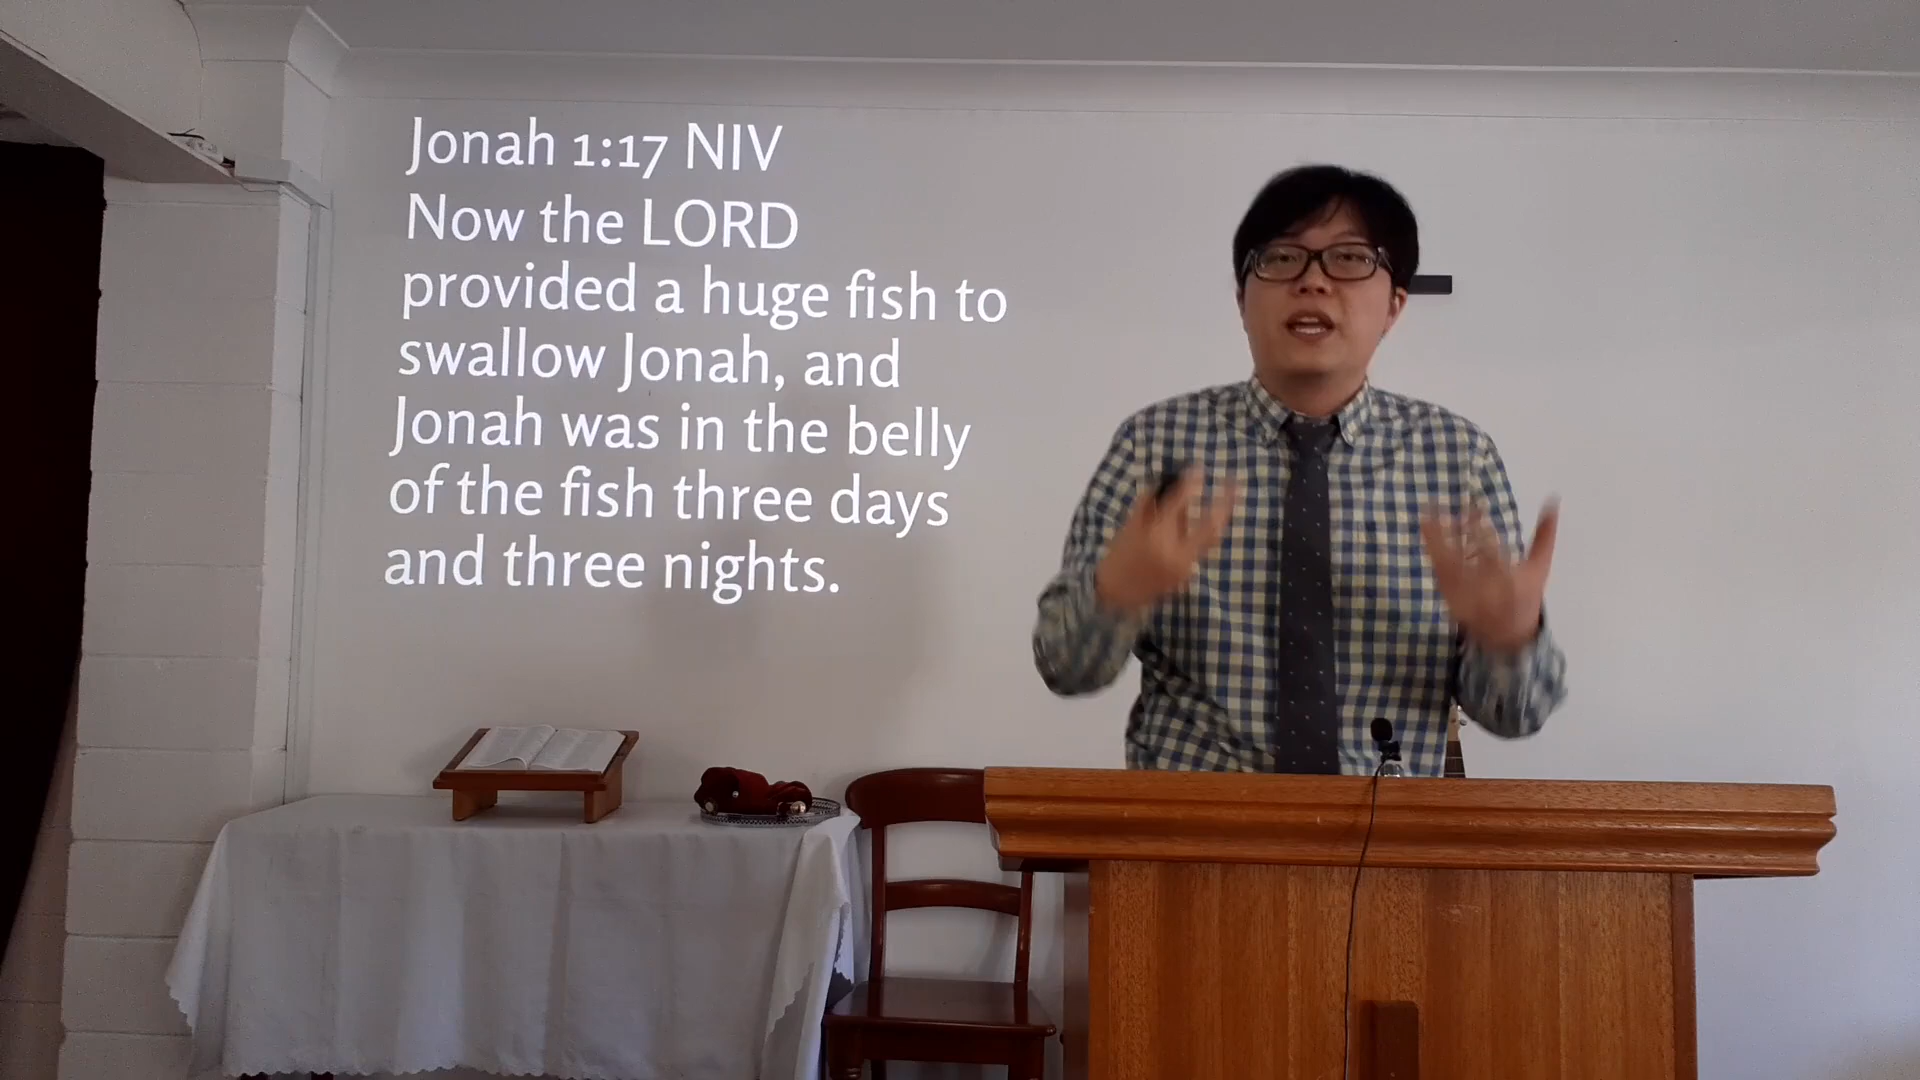 Jonah 1:17 NIV
Now the LORD
provided a huge fish to
swallow Jonah, and
Jonah was in the belly
of the fish three days
and three nights.